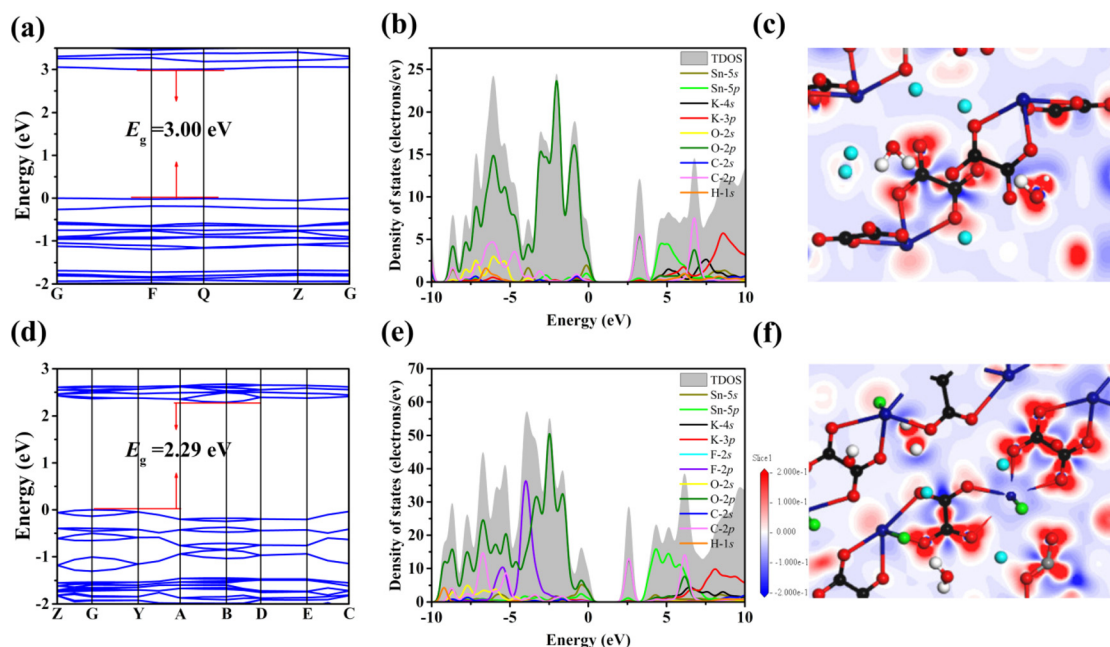 (a)
Energy (eV)
3
2
1
0
-1
-2
Eg =3.00 eV
G F Q Z G
(b)
Density of states (electrons/ev)
25
20
15
10
5
0
-10 -5 0 5 10
Energy (eV)
TDOS
Sn-5s
Sn-5p
K-4s
K-3p
O-2s
O-2p
C-2s
C-2p
H-1s
(c)
(d)
Energy (eV)
3
2
1
0
-1
-2
Eg =2.29 eV
Z G Y A B D E C
(e)
Density of states (electrons/ev)
70
60
50
40
30
20
10
0
-10 -5 0 5 10
Energy (eV)
TDOS
Sn-5s
Sn-5p
K-4s
K-3p
F-2s
F-2p
O-2s
O-2p
C-2s
C-2p
H-1s
(f)
Slice1
2.000e-1
1.000e-1
0.000
-1.000e-1
-2.000e-1